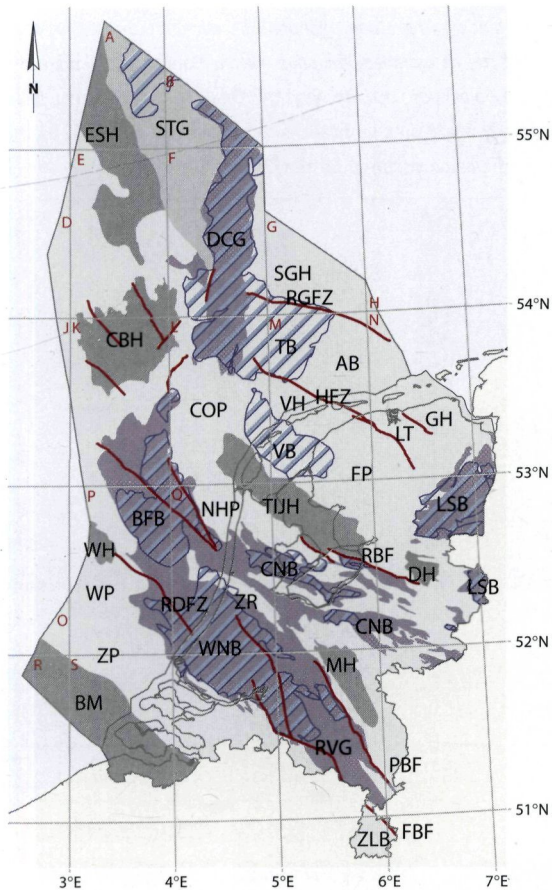 A
N
B
ESH
STG
55°N
E
F
D
G
DCG
SGH
RGFZ
H
54°N
N
J K
M
CBH
TB
AB
VH
HFZ
COP
GH
LT
VB
FP
53°N
P
Q
NHP
TIJH
LSB
BFB
WH
RBF
CNB
DH
WP
LSB
RDFZ
ZR
O
CNB
52°N
WNB
ZP
R
S
MH
BM
RVG
PBF
51°N
ZLB
FBF
3°E
4°E
5°E
6°E
7°E